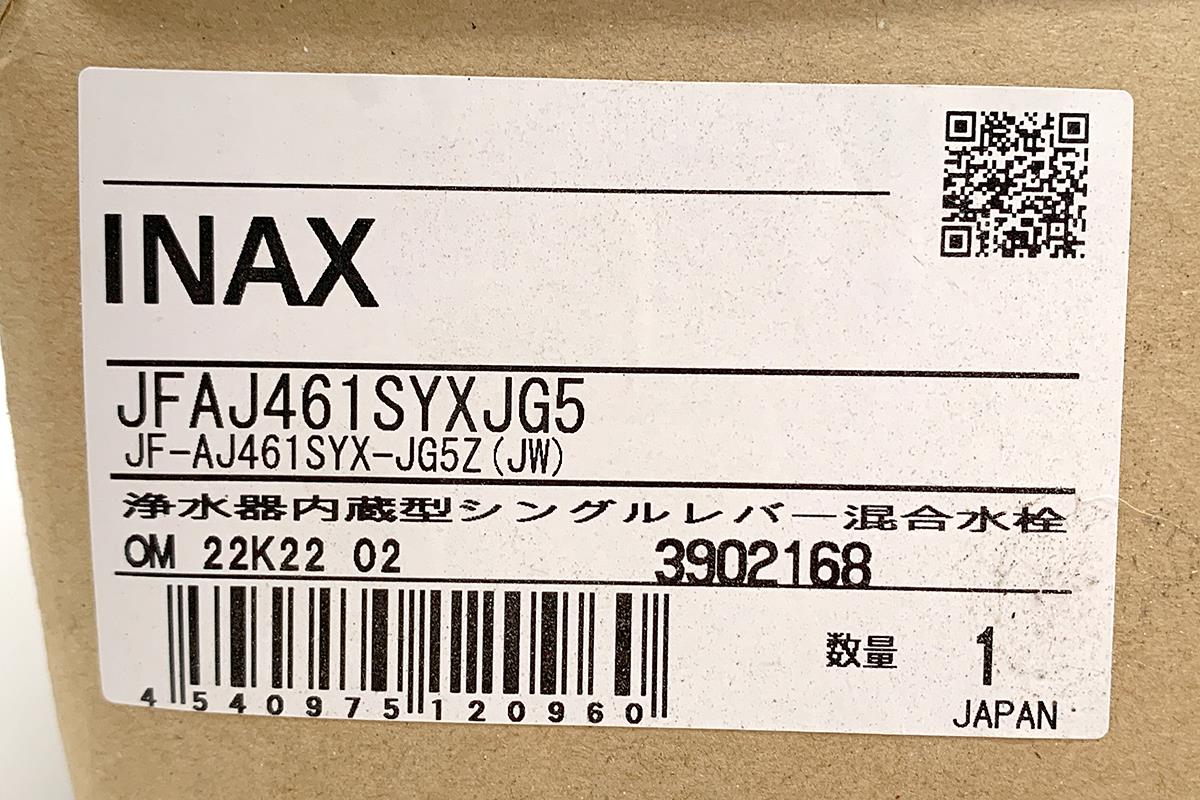 INAX
JFAJ461SYXJG5
JF-AJ461SYX-JG5Z(JW)
浄水器内蔵型シングルレバー混合水栓
OM 22K22 02 3902168
数量 1
4 540975 120960
JAPAN